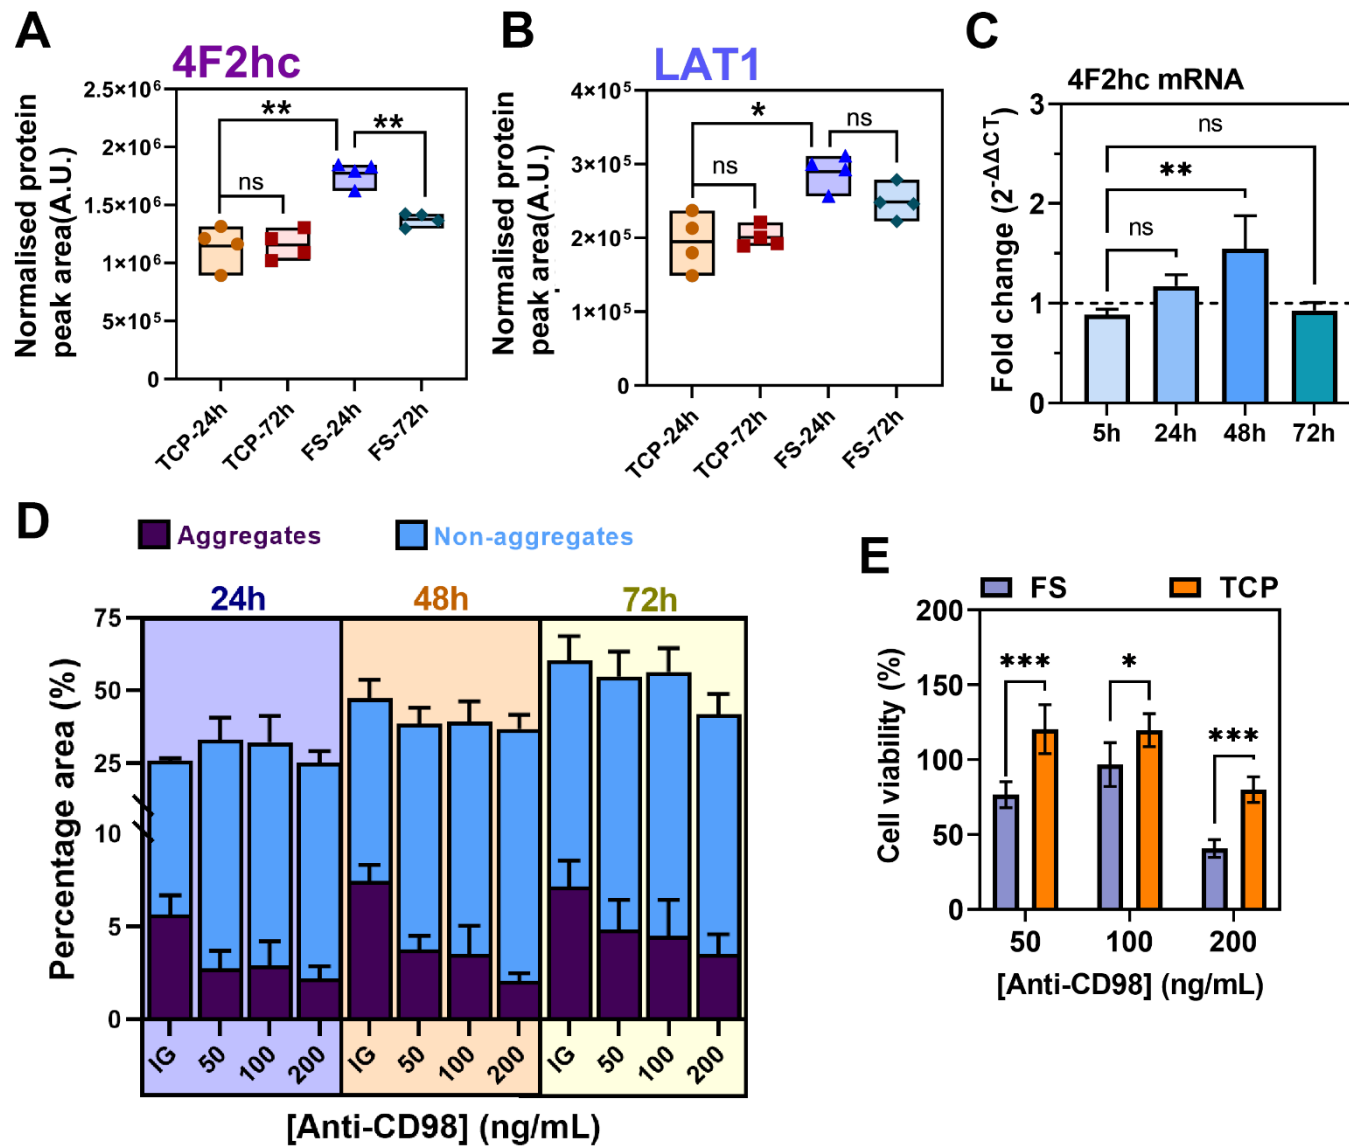 A
4F2hc
Normalised protein
peak area(A.U.)
2.5×10⁶
2×10⁶
1.5×10⁶
1×10⁶
5×10⁵
0
**
**
ns
TCP-24h
TCP-72h
FS-24h
FS-72h
B
LAT1
Normalised protein
peak area(A.U.)
4×10⁵
3×10⁵
2×10⁵
1×10⁵
0
*
ns
ns
TCP-24h
TCP-72h
FS-24h
FS-72h
C
4F2hc mRNA
Fold change (2^-ΔΔCT)
3
2
1
0
ns
**
ns
5h 24h 48h 72h
D
Aggregates Non-aggregates
24h 48h 72h
Percentage area (%)
75
50
25
10
5
0
IG 50 100 200 IG 50 100 200 IG 50 100 200
[Anti-CD98] (ng/mL)
E
FS TCP
Cell viability (%)
200
150
100
50
0
*** * ***
50 100 200
[Anti-CD98] (ng/mL)